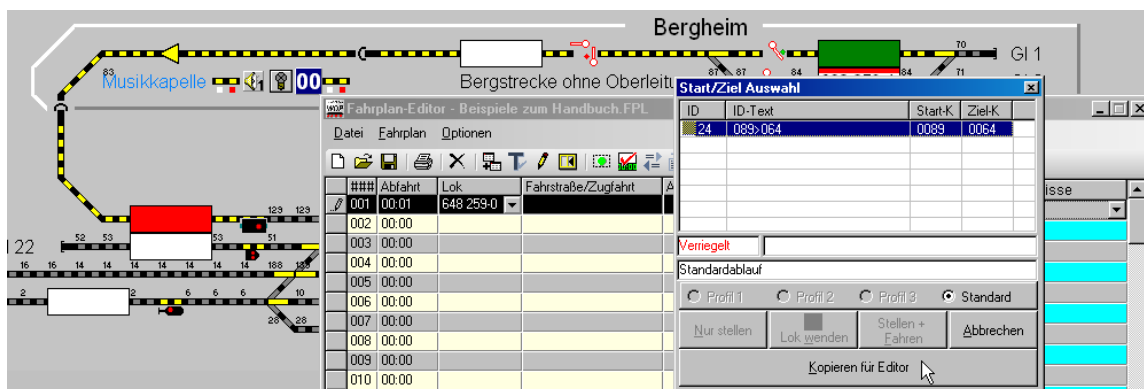 Bergheim
70
Gl 1
83
Musikkapelle
00
Bergstrecke ohne Oberleitu
87 87 84 84 71
Start/Ziel Auswahl
ID ID-Text Start-K Ziel-K
24 089>064 0089 0064
Verriegelt
Standardablauf
Profil 1 Profil 2 Profil 3 Standard
Nur stellen Lok wenden Stellen + Fahren Abbrechen
Kopieren für Editor
WDP Fahrplan-Editor - Beispiele zum Handbuch.FPL
Datei Fahrplan Optionen
### Abfahrt Lok Fahrstraße/Zugfahrt A
isse
001 00:01 648 259-0
002 00:00
003 00:00
004 00:00
005 00:00
006 00:00
007 00:00
008 00:00
009 00:00
010 00:00
129 129
22 52 53 53 51
16 16 14 14 14 14 14 14 14 188
2 2 6 6 6 10
28 28